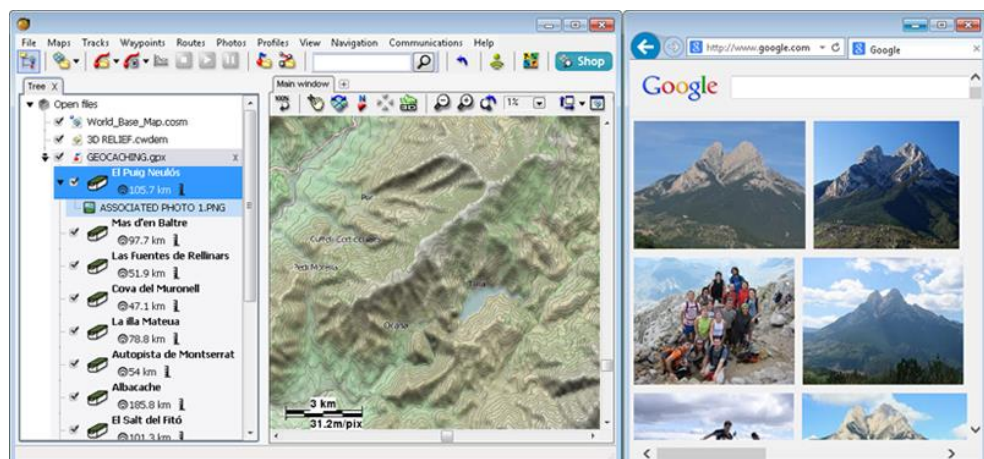 File Maps Tracks Waypoints Routes Photos Profiles View Navigation Communications Help
Shop
Tree X
Open files
World_Base_Map.cosm
3D RELIEF.cwdem
GEOCACHING.gpx x
El Puig Neulós
105.7 km
ASSOCIATED PHOTO 1.PNG
Mas d'en Baltre
97.7 km
Las Fuentes de Rellinars
51.9 km
Cova del Muronell
47.1 km
La illa Mateua
78.8 km
Autopista de Montserrat
54 km
Albacache
185.8 km
El Salt del Fitó
101.3 km
Main window
100%
1%
Ocaña
3 km
31.2m/pix
http://www.google.com
Google
Google